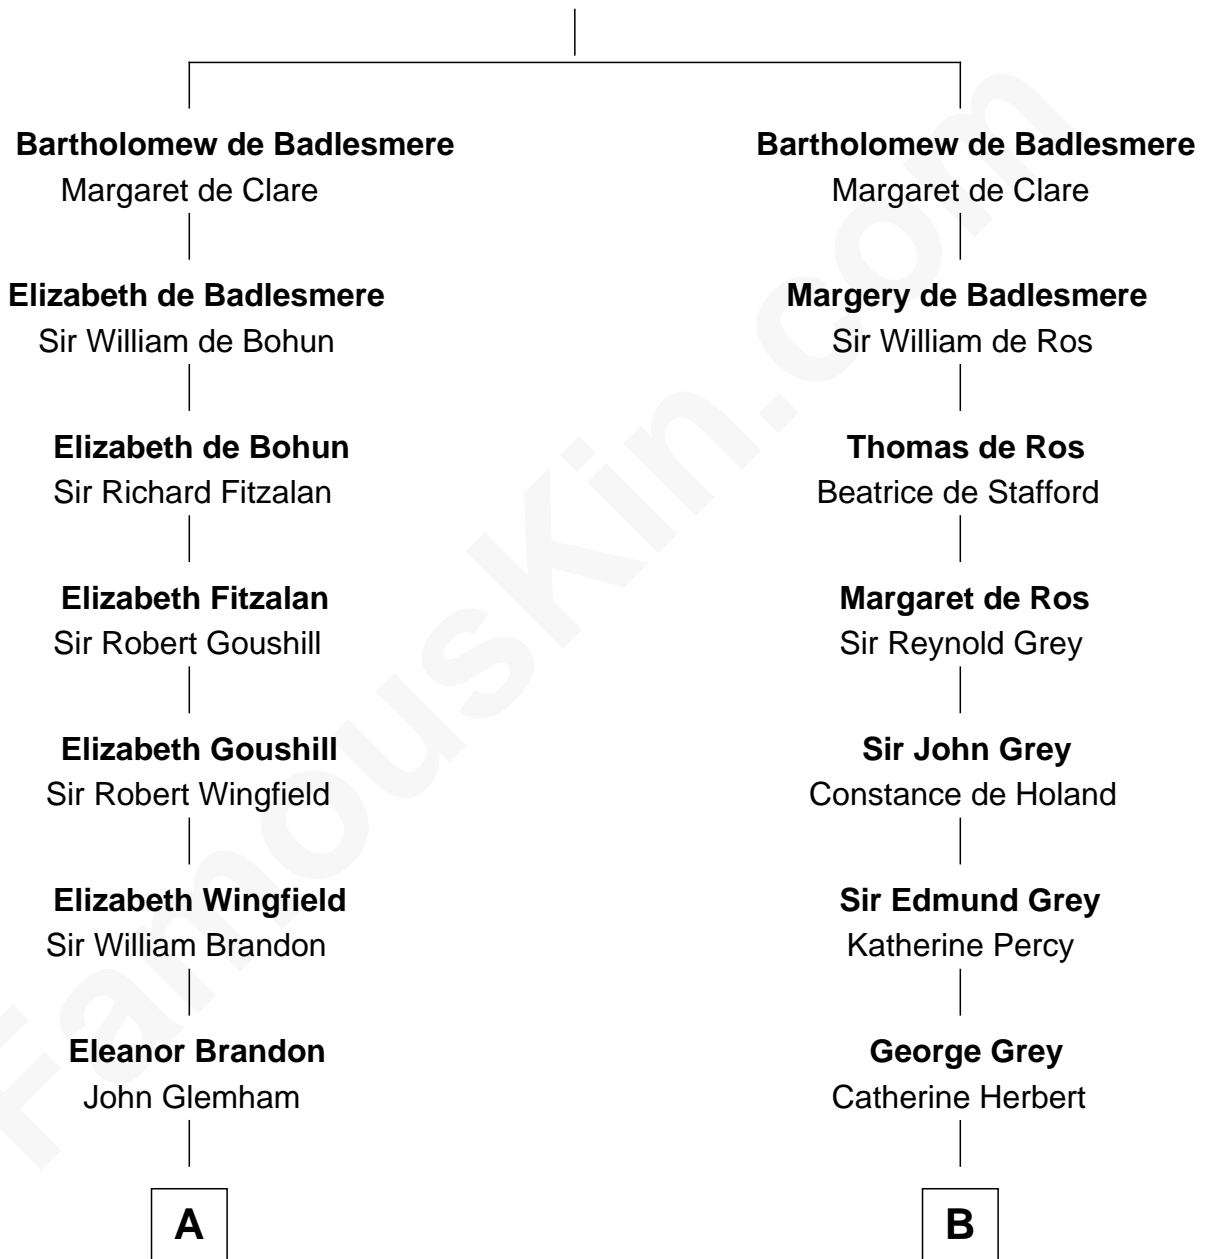 Bartholomew de Badlesmere
Margaret de Clare
Elizabeth de Badlesmere
Sir William de Bohun
Elizabeth de Bohun
Sir Richard Fitzalan
Elizabeth Fitzalan
Sir Robert Goushill
Elizabeth Goushill
Sir Robert Wingfield
Elizabeth Wingfield
Sir William Brandon
Eleanor Brandon
John Glemham
A
Bartholomew de Badlesmere
Margaret de Clare
Margery de Badlesmere
Sir William de Ros
Thomas de Ros
Beatrice de Stafford
Margaret de Ros
Sir Reynold Grey
Sir John Grey
Constance de Holand
Sir Edmund Grey
Katherine Percy
George Grey
Catherine Herbert
B
FamousKin.com